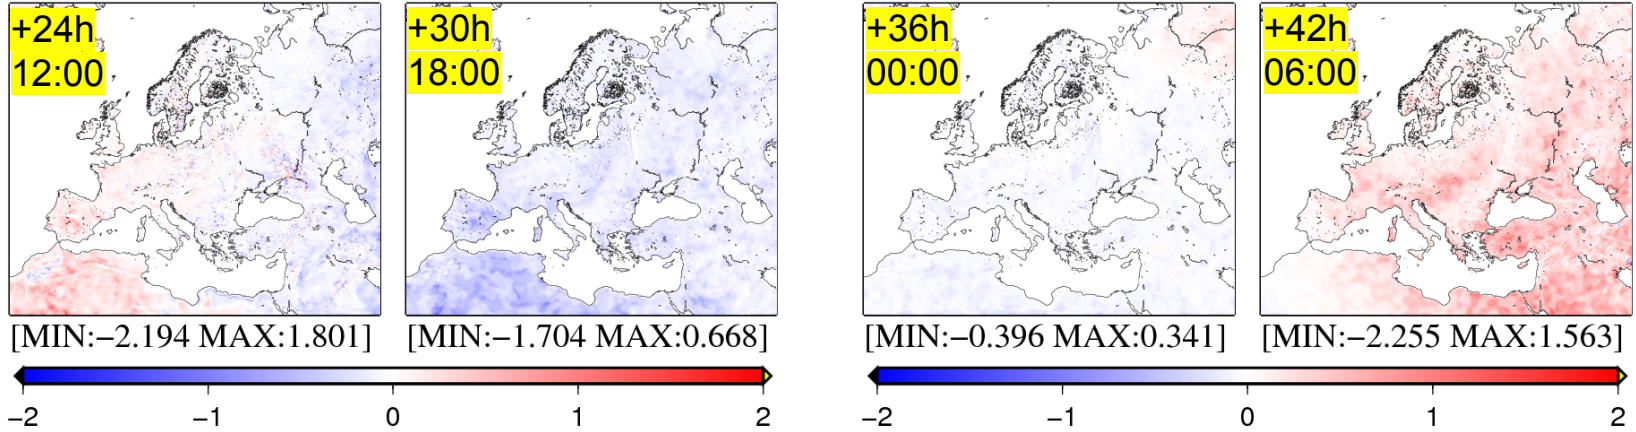 +24h
12:00
+30h
18:00
+36h
00:00
+42h
06:00
[MIN:−2.194 MAX:1.801]
[MIN:−1.704 MAX:0.668]
[MIN:−0.396 MAX:0.341]
[MIN:−2.255 MAX:1.563]
−2 −1 0 1 2
−2 −1 0 1 2